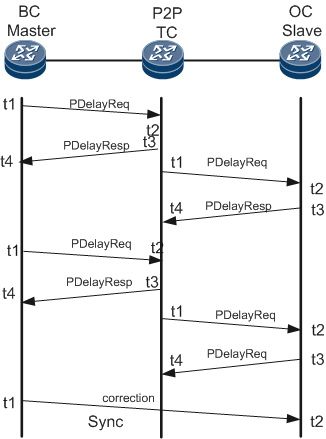 BC P2P OC
Master TC Slave
t1 PDelayReq
t2
PDelayResp t3
t4 t1 PDelayReq
t2
t4 PDelayResp t3
t1 PDelayReq t2
PDelayResp t3
t4 t1 PDelayReq
t2
t4 PDelayReq t3
t1 correction
Sync t2